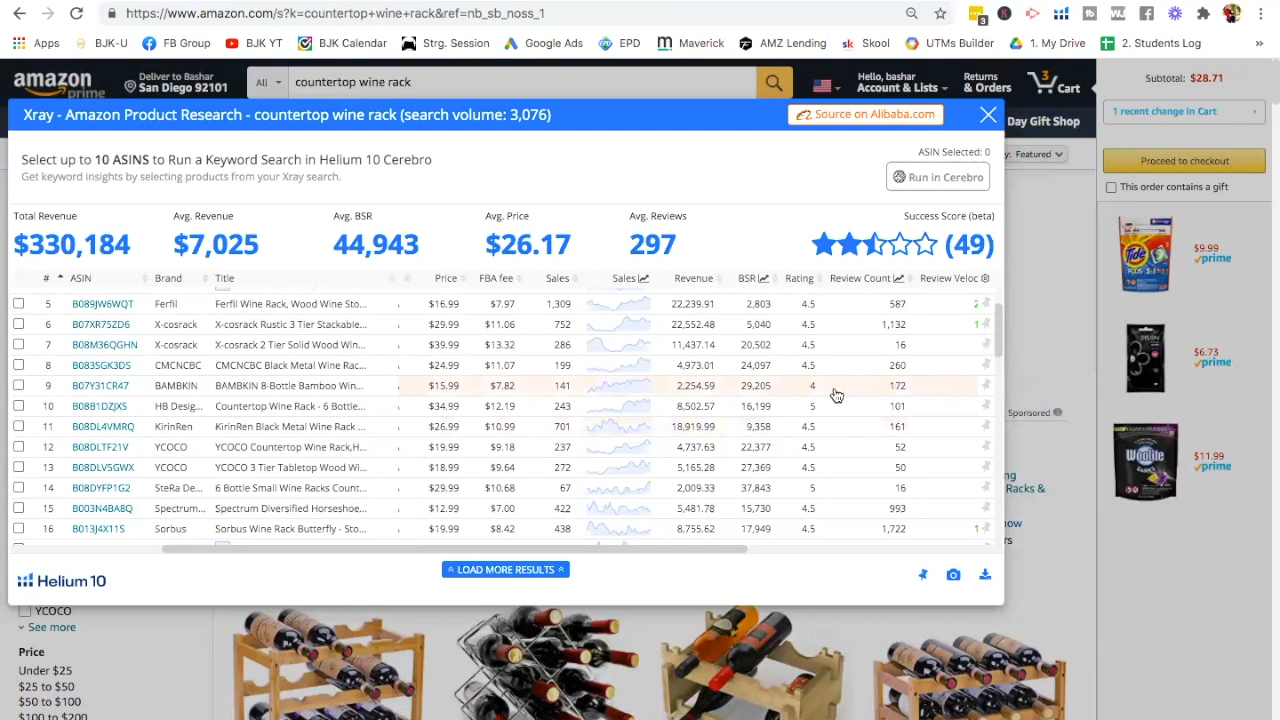 https://www.amazon.com/s?k=countertop+wine+rack&ref=nb_sb_noss_1
3
Apps BJK-U FB Group BJK YT BJK Calendar Strg. Session Google Ads EPD Maverick AMZ Lending sk Skool UTMs Builder 1. My Drive 2. Students Log »
amazon prime
Deliver to Bashar
San Diego 92101
All
countertop wine rack
Hello, bashar
Account & Lists
Returns
& Orders
3
Cart
Subtotal: $28.71
1 recent change in Cart
Xray - Amazon Product Research - countertop wine rack (search volume: 3,076)
Source on Alibaba.com
Day Gift Shop
Select up to 10 ASINS to Run a Keyword Search in Helium 10 Cerebro
Get keyword insights by selecting products from your Xray search.
ASIN Selected: 0
Run in Cerebro
Featured
Proceed to checkout
This order contains a gift
Total Revenue Avg. Revenue Avg. BSR Avg. Price Avg. Reviews Success Score (beta)
$330,184 $7,025 44,943 $26.17 297 (49)
# ASIN Brand Title Price FBA fee Sales Sales Revenue BSR Rating Review Count Review Veloc
5 B089JW6WQT Ferfil Ferfil Wine Rack, Wood Wine Sto... $16.99 $7.97 1,309 22,239.91 2,803 4.5 587 2
6 B07XR75ZD6 X-cosrack X-cosrack Rustic 3 Tier Stackable... $29.99 $11.06 752 22,552.48 5,040 4.5 1,132 1
7 B08M36QGHN X-cosrack X-cosrack 2 Tier Solid Wood Win... $39.99 $13.32 286 11,437.14 20,502 4.5 16
8 B0835GK3DS CMCNCBC CMCNCBC Black Metal Wine Rac... $24.99 $11.07 199 4,973.01 24,097 4.5 260
9 B07Y31CR47 BAMBKIN BAMBKIN 8-Bottle Bamboo Win... $15.99 $7.82 141 2,254.59 29,205 4 172
10 B08B1DZJXS HB Desig... Countertop Wine Rack - 6 Bottle... $34.99 $12.19 243 8,502.57 16,199 5 101
11 B08DL4VMRQ KirinRen KirinRen Black Metal Wine Rack ... $26.99 $10.99 701 18,919.99 9,358 4.5 161
12 B08DLTF21V YCOCO YCOCO Countertop Wine Rack,H... $19.99 $9.18 237 4,737.63 22,377 4.5 52
13 B08DLV5GWX YCOCO YCOCO 3 Tier Tabletop Wood Wi... $18.99 $9.64 272 5,165.28 27,369 4.5 50
14 B08DYFP1G2 SteRa De... 6 Bottle Small Wine Racks Count... $29.99 $10.68 67 2,009.33 37,843 5 16
15 B003N4BA8Q Spectrum... Spectrum Diversified Horseshoe... $12.99 $7.00 422 5,481.78 15,730 4.5 993
16 B013J4X11S Sorbus Sorbus Wine Rack Butterfly - Sto... $19.99 $8.42 438 8,755.62 17,949 4.5 1,722 1
$9.99
prime
$6.73
prime
$11.99
prime
Tide
PODS
DYLON
Woolite
DARKS
Sponsored
Racks &
LOAD MORE RESULTS
Helium 10
YCOCO
See more
Price
Under $25
$25 to $50
$50 to $100
$100 to $200